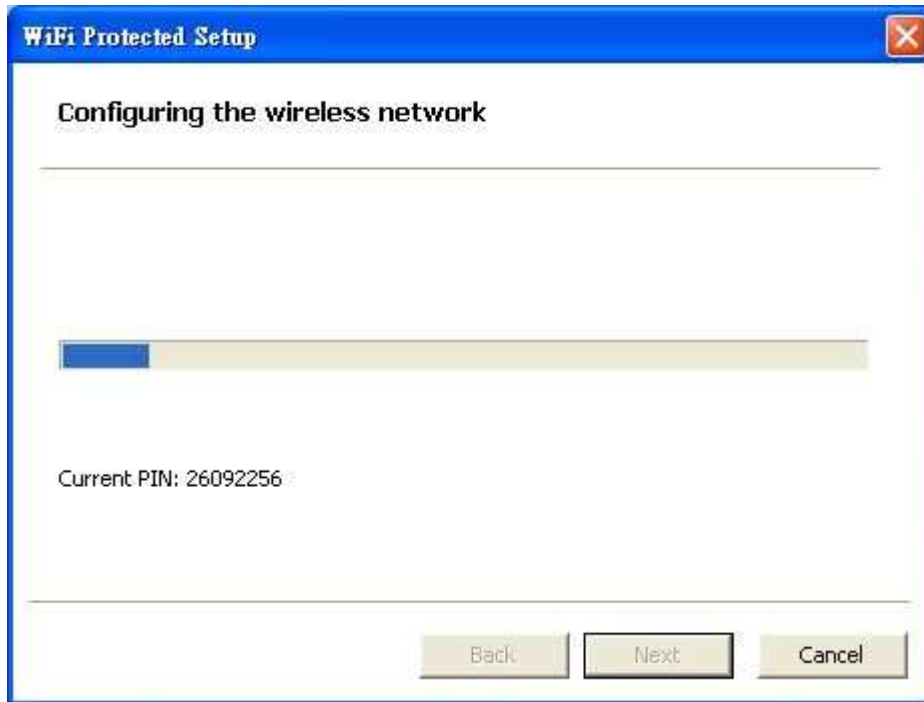 WiFi Protected Setup
Configuring the wireless network
Current PIN: 26092256
Back Next Cancel